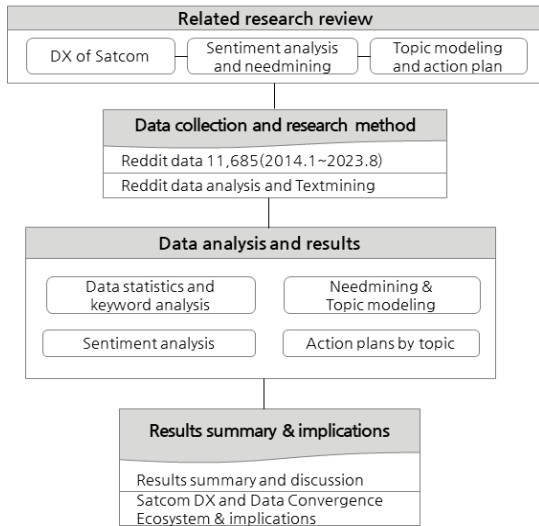 Related research review
DX of Satcom
Sentiment analysis
and needmining
Topic modeling
and action plan
Data collection and research method
Reddit data 11,685(2014.1~2023.8)
Reddit data analysis and Textmining
Data analysis and results
Data statistics and
keyword analysis
Needmining &
Topic modeling
Sentiment analysis
Action plans by topic
Results summary & implications
Results summary and discussion
Satcom DX and Data Convergence
Ecosystem & implications